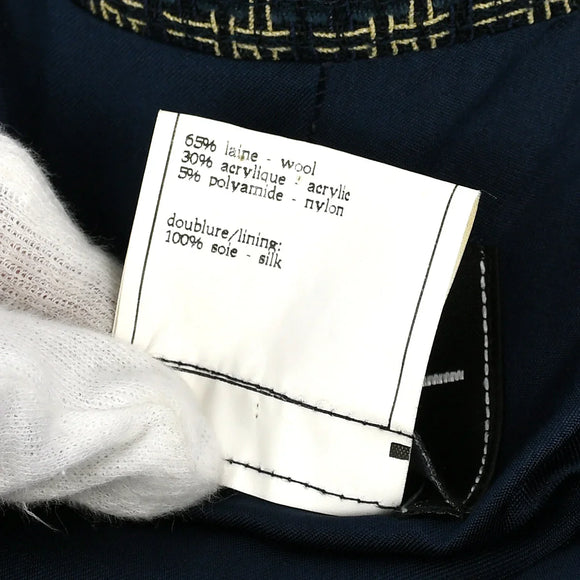 65% laine - wool
30% acrylique - acrylic
5% polyamide - nylon
doublure/lining:
100% soie - silk